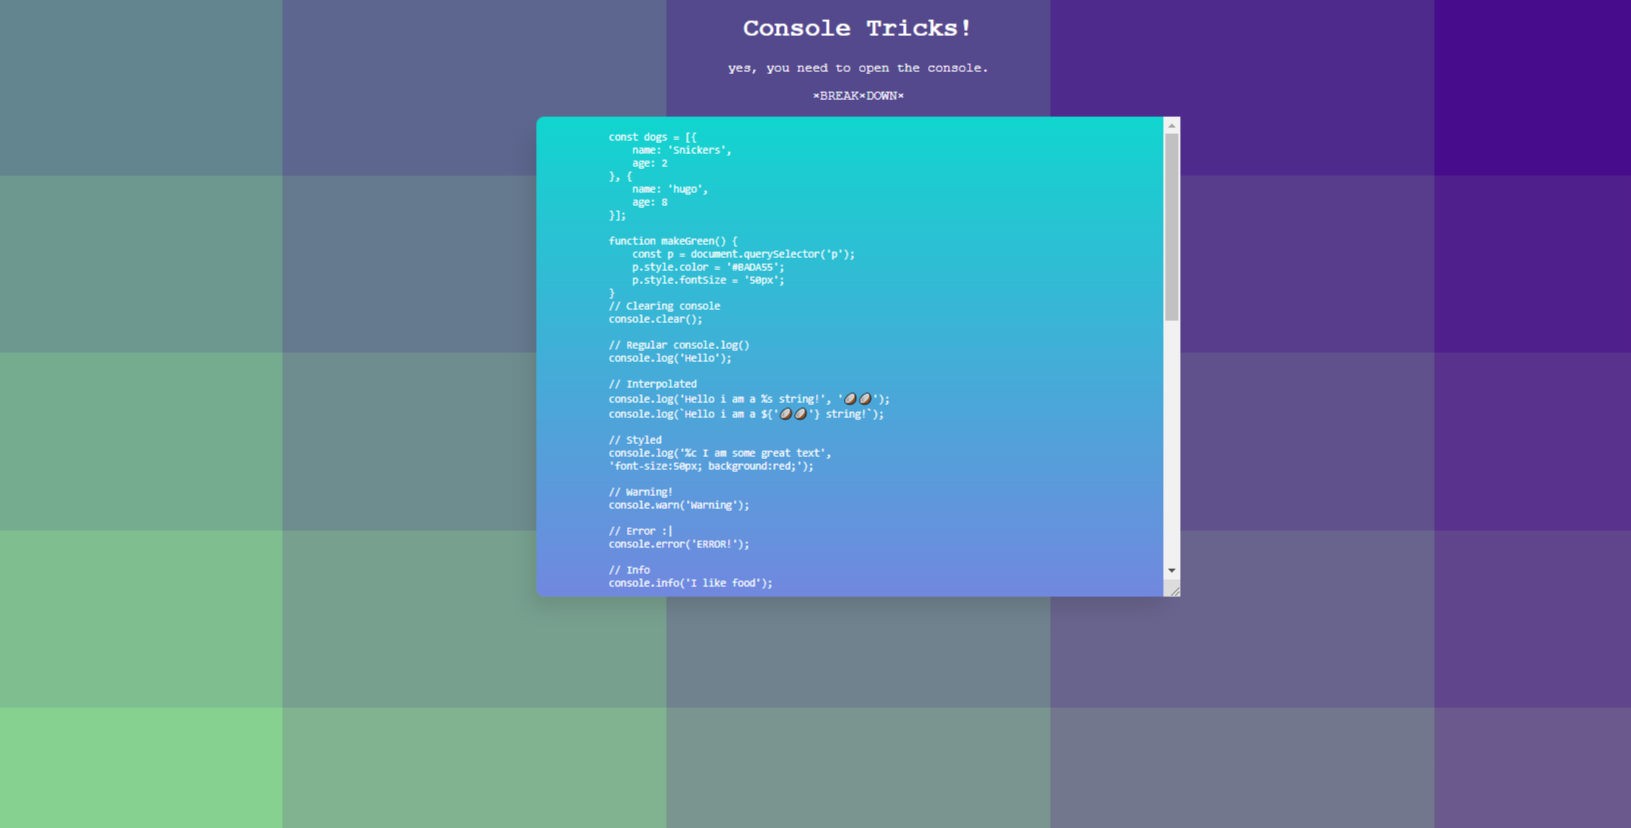 Console Tricks!
yes, you need to open the console.
×BREAK×DOWN×
const dogs = [{
    name: 'Snickers',
    age: 2
}, {
    name: 'hugo',
    age: 8
}];
function makeGreen() {
    const p = document.querySelector('p');
    p.style.color = '#BADA55';
    p.style.fontSize = '50px';
}
// Clearing console
console.clear();
// Regular console.log()
console.log('Hello');
// Interpolated
console.log('Hello i am a %s string!', '🥥🥥');
console.log(`Hello i am a ${'🥥🥥'} string!`);
// Styled
console.log('%c I am some great text',
'font-size:50px; background:red;');
// Warning!
console.warn('Warning');
// Error :|
console.error('ERROR!');
// Info
console.info('I like food');